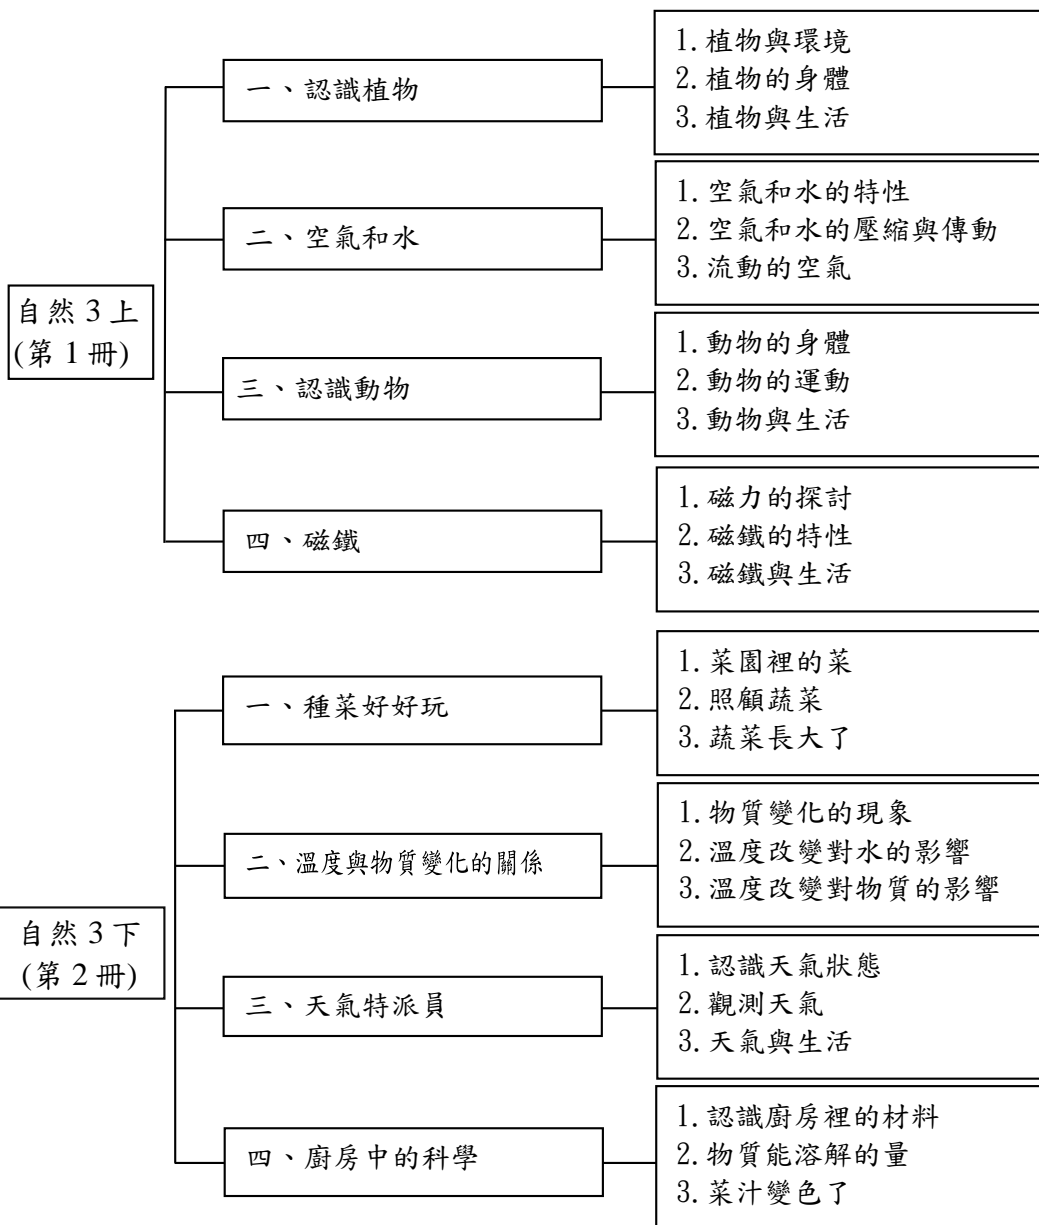 自然3上
(第1冊)
一、認識植物
1.植物與環境
2.植物的身體
3.植物與生活
二、空氣和水
1.空氣和水的特性
2.空氣和水的壓縮與傳動
3.流動的空氣
三、認識動物
1.動物的身體
2.動物的運動
3.動物與生活
四、磁鐵
1.磁力的探討
2.磁鐵的特性
3.磁鐵與生活
自然3下
(第2冊)
一、種菜好好玩
1.菜園裡的菜
2.照顧蔬菜
3.蔬菜長大了
二、溫度與物質變化的關係
1.物質變化的現象
2.溫度改變對水的影響
3.溫度改變對物質的影響
三、天氣特派員
1.認識天氣狀態
2.觀測天氣
3.天氣與生活
四、廚房中的科學
1.認識廚房裡的材料
2.物質能溶解的量
3.菜汁變色了